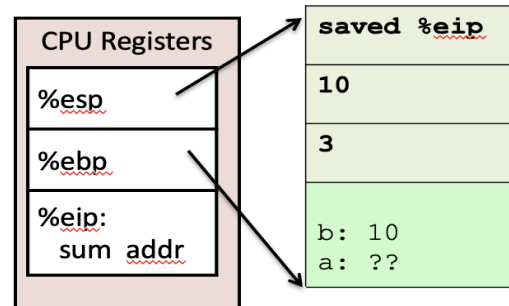 CPU Registers
%esp
%ebp
%eip:
sum addr
saved %eip
10
3
b: 10
a: ??